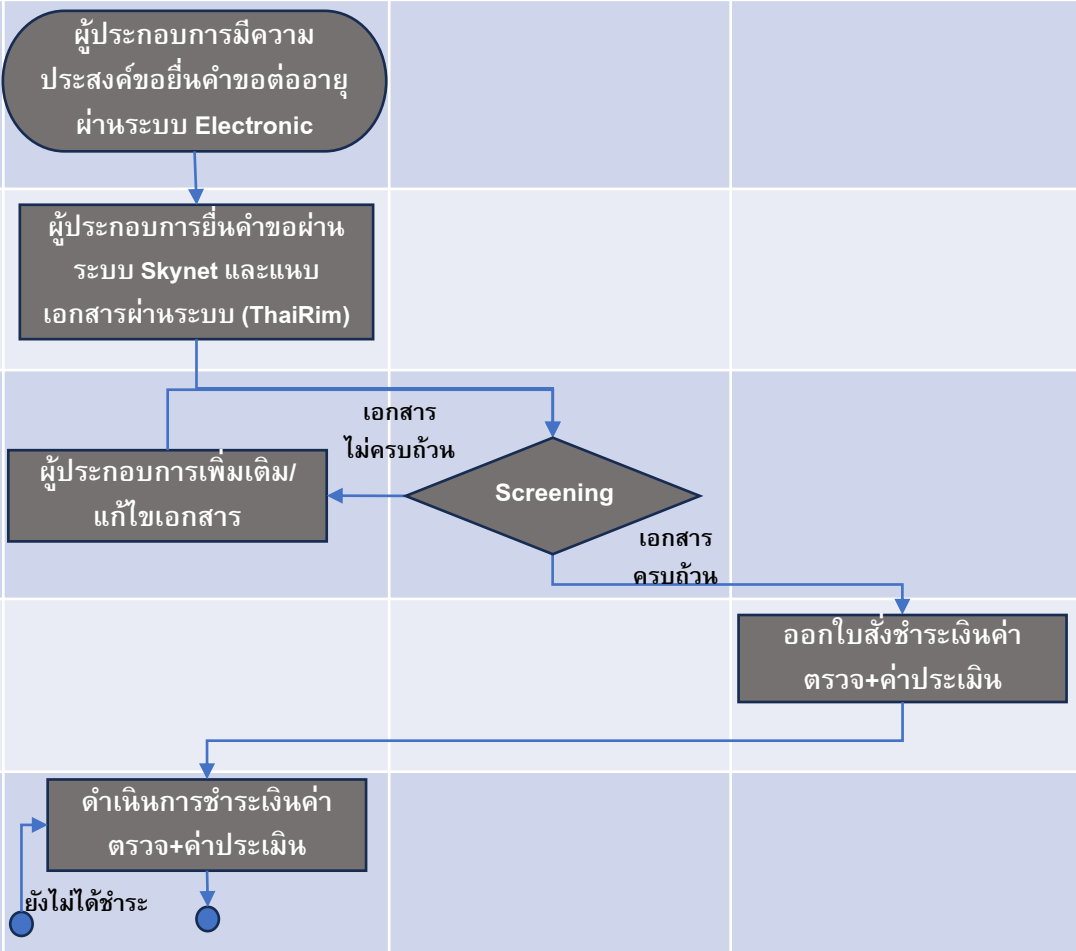 ผู้ประกอบการมีความ
ประสงค์ขอยื่นคำขอต่ออายุ
ผ่านระบบ Electronic
ผู้ประกอบการยื่นคำขอผ่าน
ระบบ Skynet และแนบ
เอกสารผ่านระบบ (ThaiRim)
เอกสาร
ไม่ครบถ้วน
ผู้ประกอบการเพิ่มเติม/
แก้ไขเอกสาร
Screening
เอกสาร
ครบถ้วน
ออกใบสั่งชำระเงินค่า
ตรวจ+ค่าประเมิน
ดำเนินการชำระเงินค่า
ตรวจ+ค่าประเมิน
ยังไม่ได้ชำระ